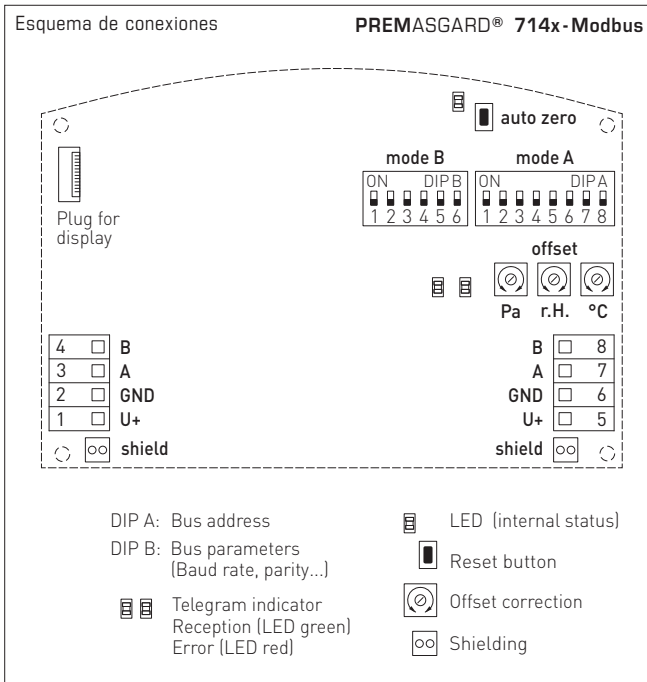 Esquema de conexiones
PREMASGARD® 714x-Modbus
auto zero
mode B
mode A
ON DIP B
1 2 3 4 5 6
ON DIP A
1 2 3 4 5 6 7 8
Plug for
display
offset
Pa r.H. °C
4 B
3 A
2 GND
1 U+
shield
B 8
A 7
GND 6
U+ 5
shield
DIP A: Bus address
DIP B: Bus parameters
(Baud rate, parity...)
Telegram indicator
Reception (LED green)
Error (LED red)
LED (internal status)
Reset button
Offset correction
Shielding